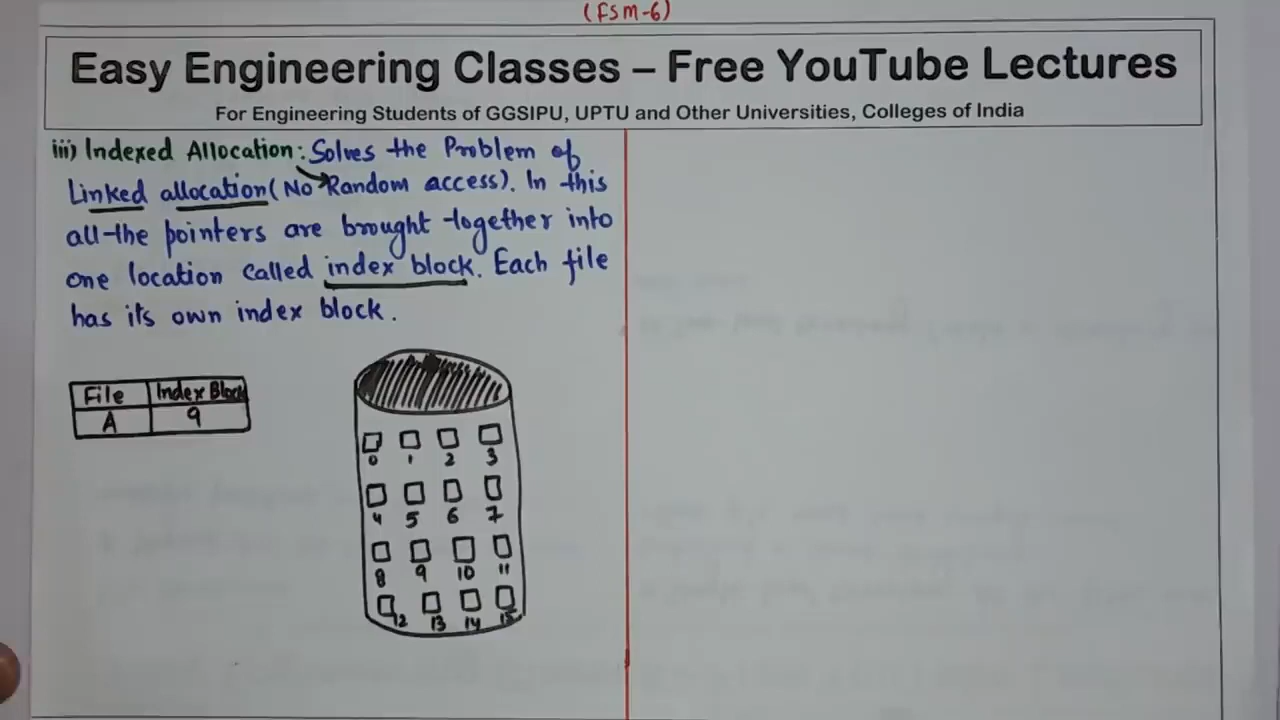 (FSM-6)
Easy Engineering Classes – Free YouTube Lectures
For Engineering Students of GGSIPU, UPTU and Other Universities, Colleges of India
iii) Indexed Allocation: Solves the Problem of
Linked allocation (No Random access). In this
all the pointers are brought together into
one location called index block. Each file
has its own index block.
File Index Block
A 9
0 1 2 3
4 5 6 7
8 9 10 11
12 13 14 15